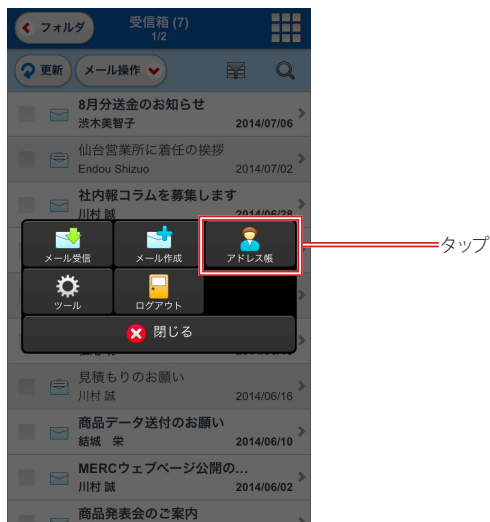 フォルダ
受信箱 (7)
1/2
更新
メール操作
8月分送金のお知らせ
渋木美智子
2014/07/06
仙台営業所に着任の挨拶
Endou Shizuo
2014/07/02
社内報コラムを募集します
川村 誠
2014/06/28
メール受信
メール作成
アドレス帳
タップ
ツール
ログアウト
閉じる
見積もりのお願い
川村 誠
2014/06/16
商品データ送付のお願い
結城 栄
2014/06/10
MERCウェブページ公開の...
川村 誠
2014/06/02
商品発表会のご案内